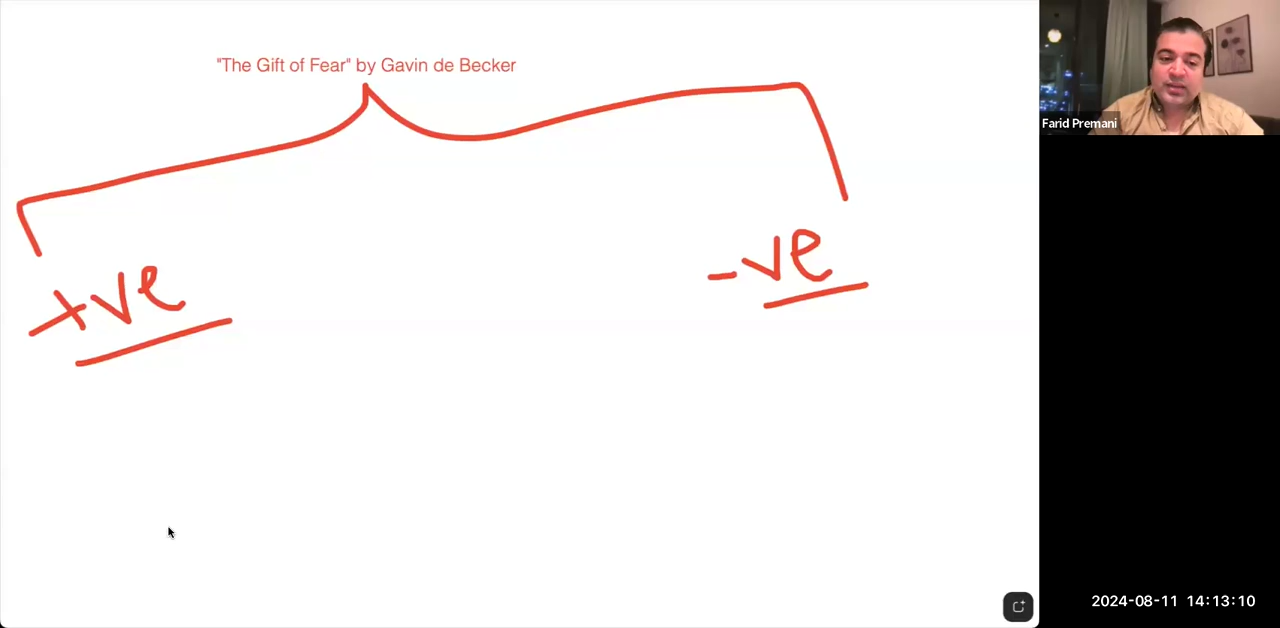 "The Gift of Fear" by Gavin de Becker
+ve
-ve
Farid Premani
2024-08-11 14:13:10